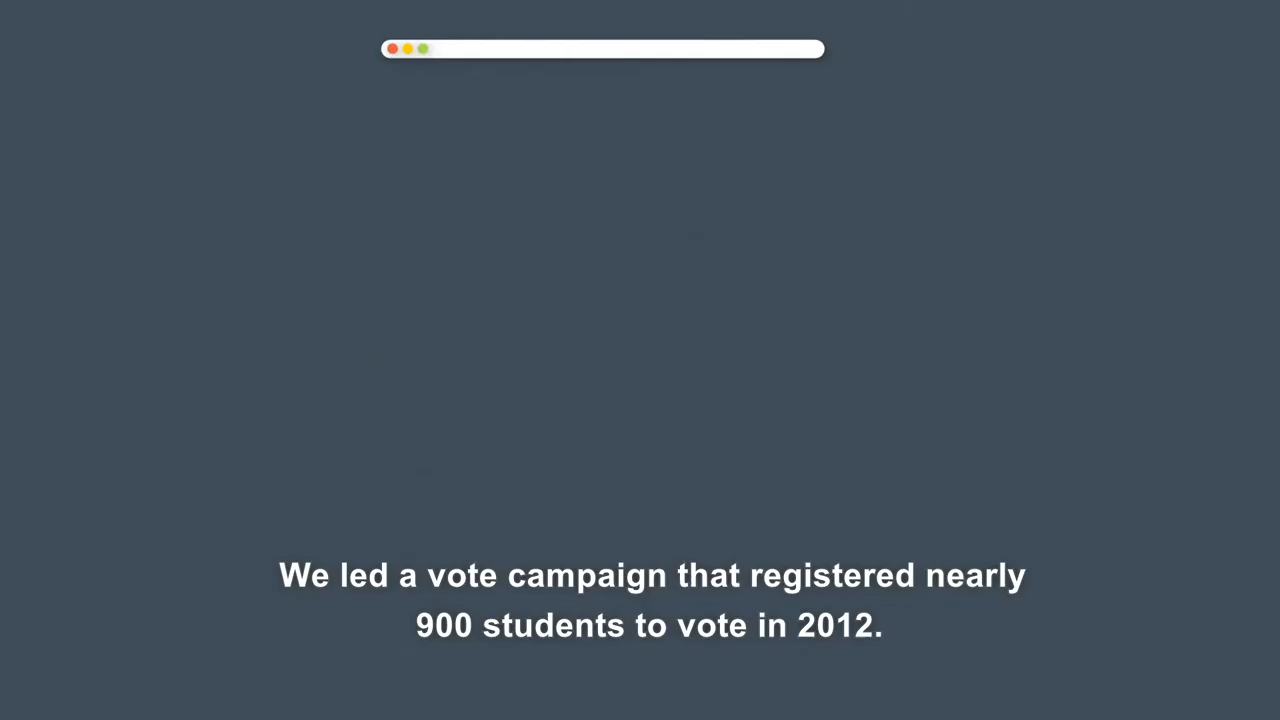 We led a vote campaign that registered nearly
900 students to vote in 2012.